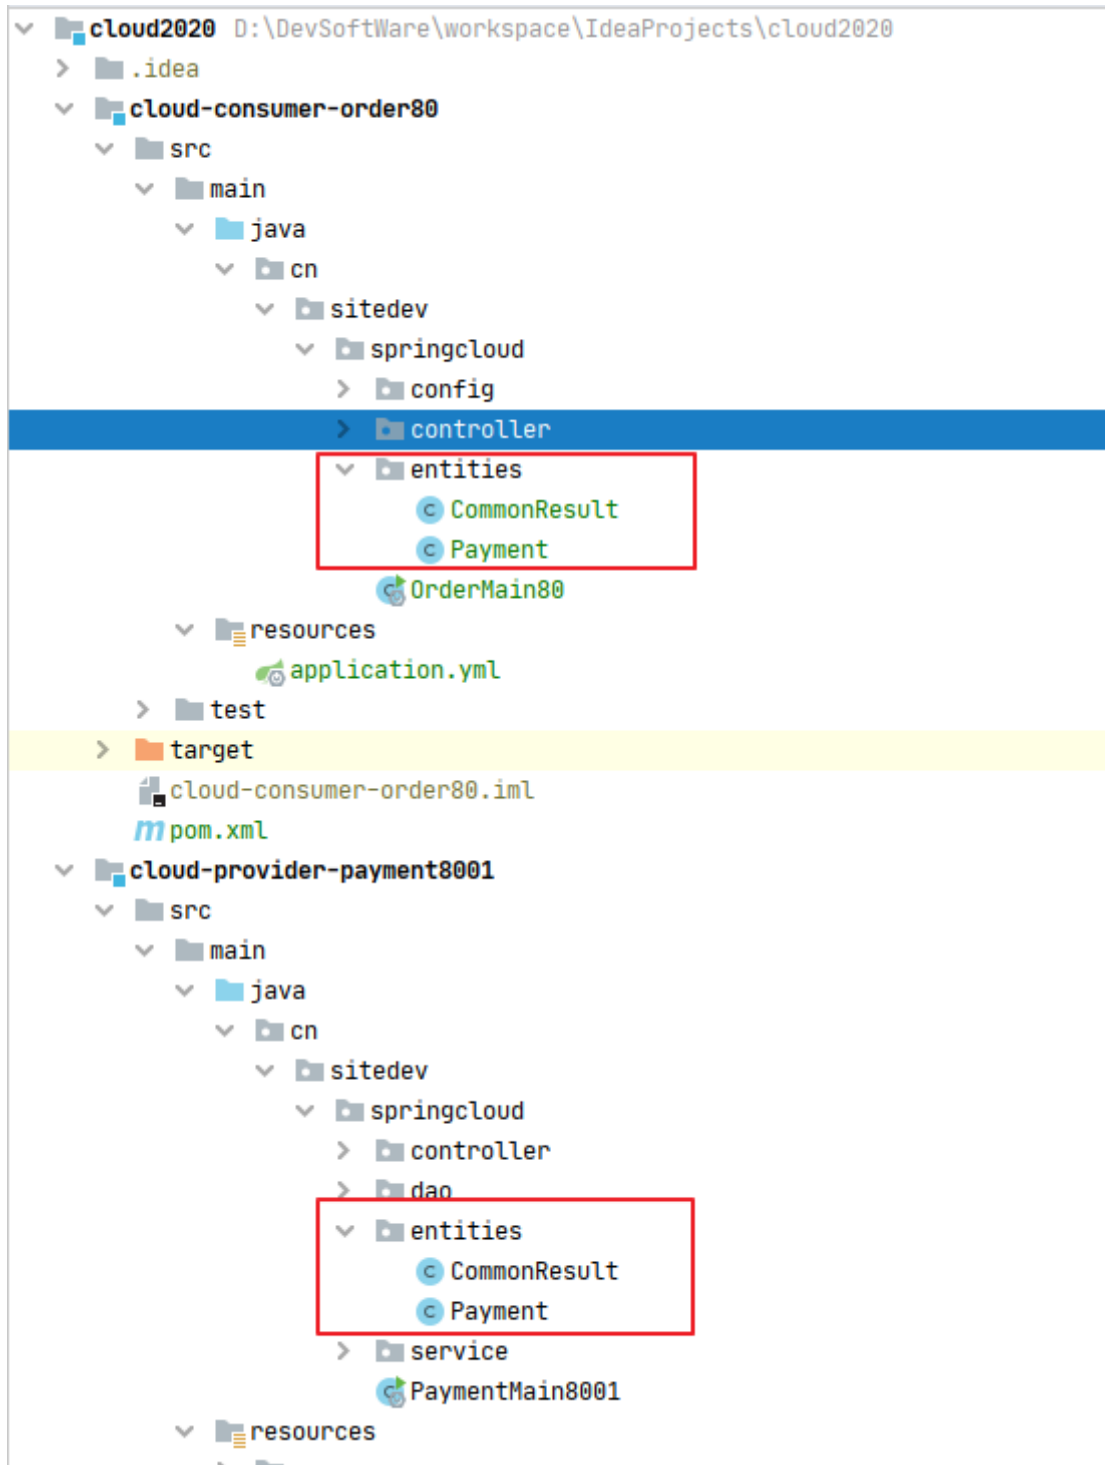 cloud2020 D:\DevSoftWare\workspace\IdeaProjects\cloud2020
.idea
cloud-consumer-order80
src
main
java
cn
sitedev
springcloud
config
controller
entities
CommonResult
Payment
OrderMain80
resources
application.yml
test
target
cloud-consumer-order80.iml
pom.xml
cloud-provider-payment8001
src
main
java
cn
sitedev
springcloud
controller
dao
entities
CommonResult
Payment
service
PaymentMain8001
resources